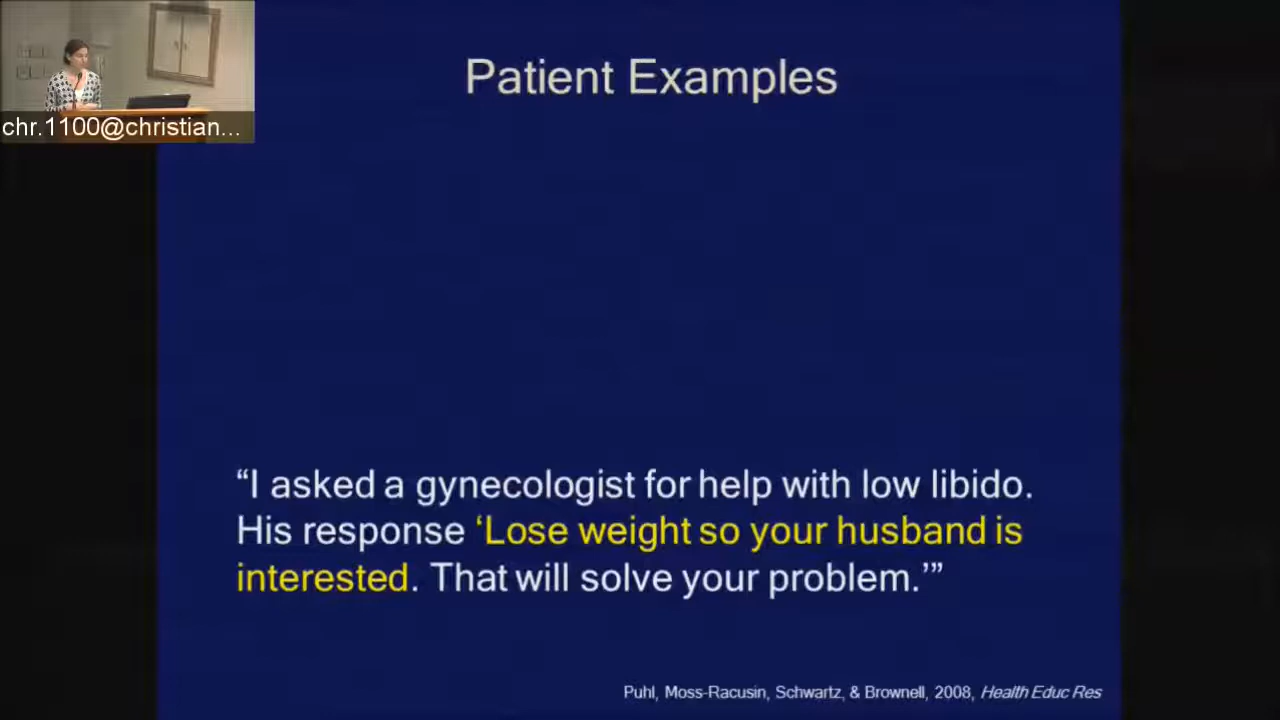 Patient Examples
chr.1100@christian...
“I asked a gynecologist for help with low libido.
His response ‘Lose weight so your husband is
interested. That will solve your problem.’”
Puhl, Moss-Racusin, Schwartz, & Brownell, 2008, Health Educ Res